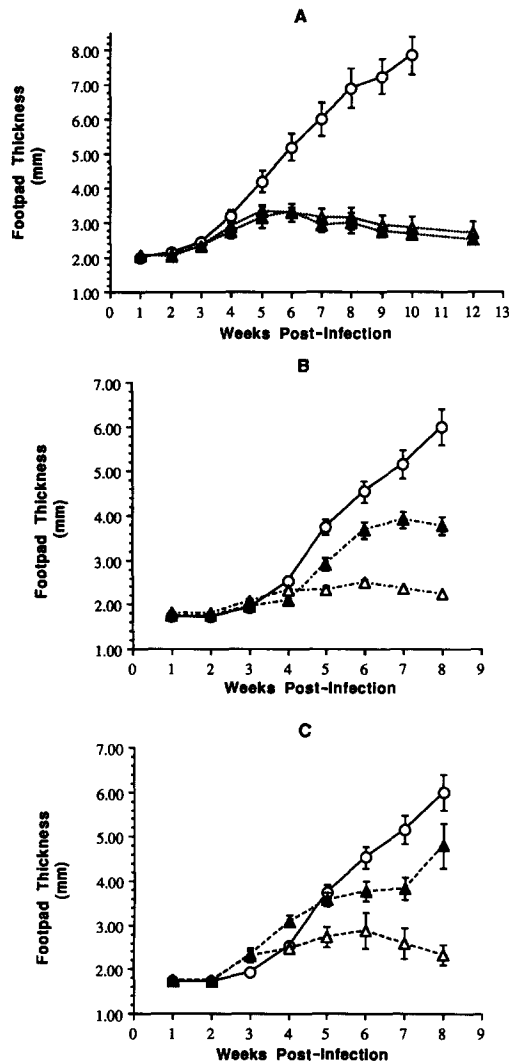 A
8.00
7.00
6.00
5.00
4.00
3.00
2.00
1.00
Footpad Thickness
(mm)
0 1 2 3 4 5 6 7 8 9 10 11 12 13
Weeks Post-Infection
B
7.00
6.00
5.00
4.00
3.00
2.00
1.00
Footpad Thickness
(mm)
0 1 2 3 4 5 6 7 8 9
Weeks Post-Infection
C
7.00
6.00
5.00
4.00
3.00
2.00
1.00
Footpad Thickness
(mm)
0 1 2 3 4 5 6 7 8 9
Weeks Post-Infection